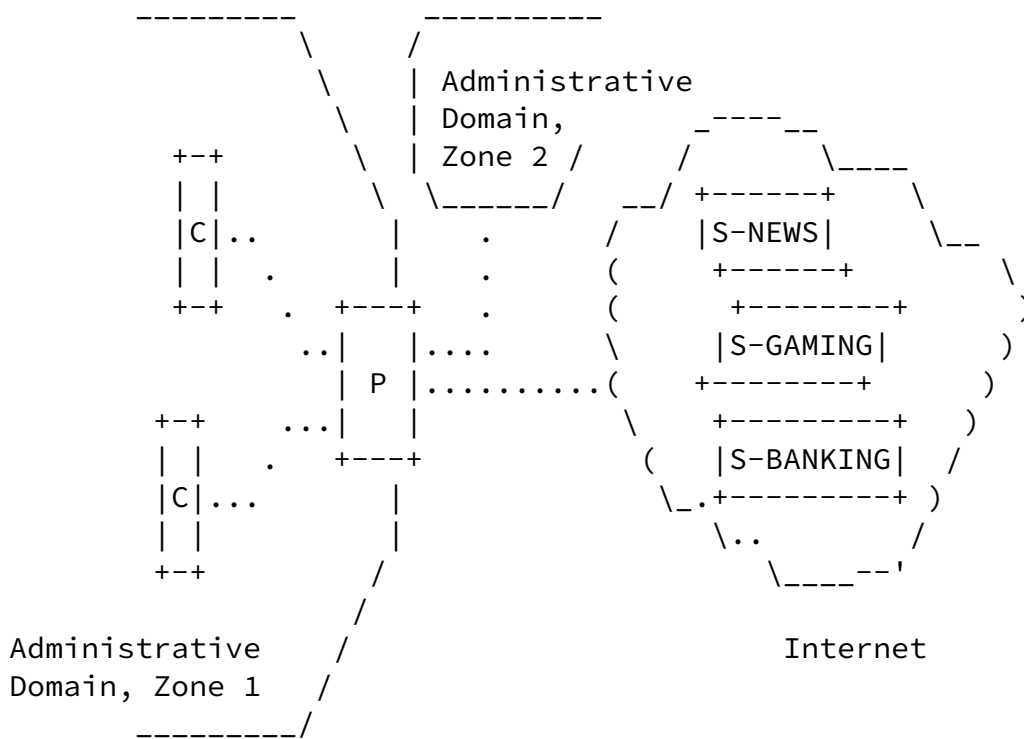 Administrative
Domain,
Zone 2
S-NEWS
C
S-GAMING
P
S-BANKING
C
Administrative
Domain, Zone 1
Internet